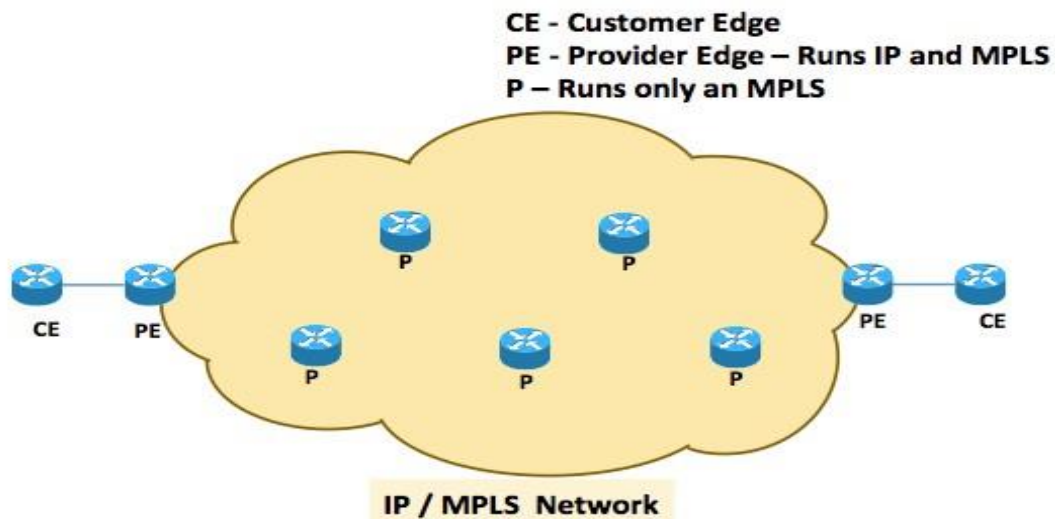 CE - Customer Edge
PE - Provider Edge – Runs IP and MPLS
P – Runs only an MPLS
P
P
CE
PE
PE
CE
P
P
P
IP / MPLS Network